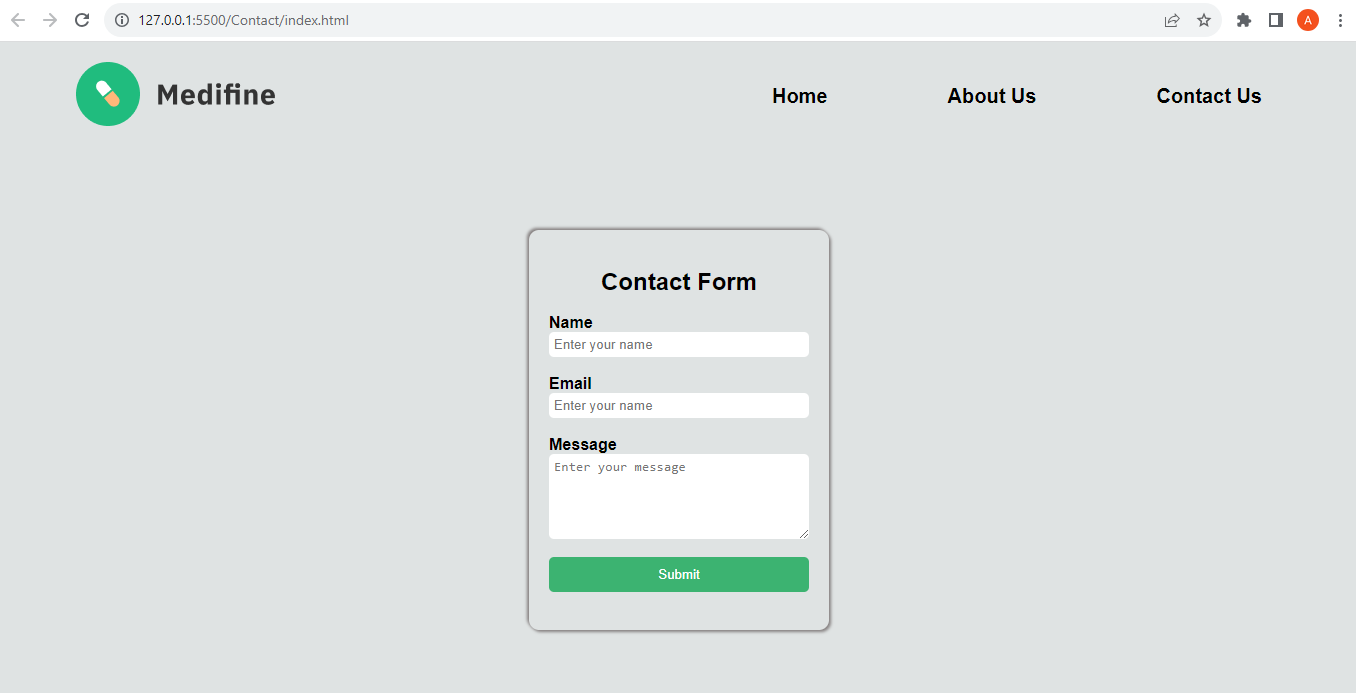 127.0.0.1:5500/Contact/index.html
A
Medifine
Home
About Us
Contact Us
Contact Form
Name
Enter your name
Email
Enter your name
Message
Enter your message
Submit